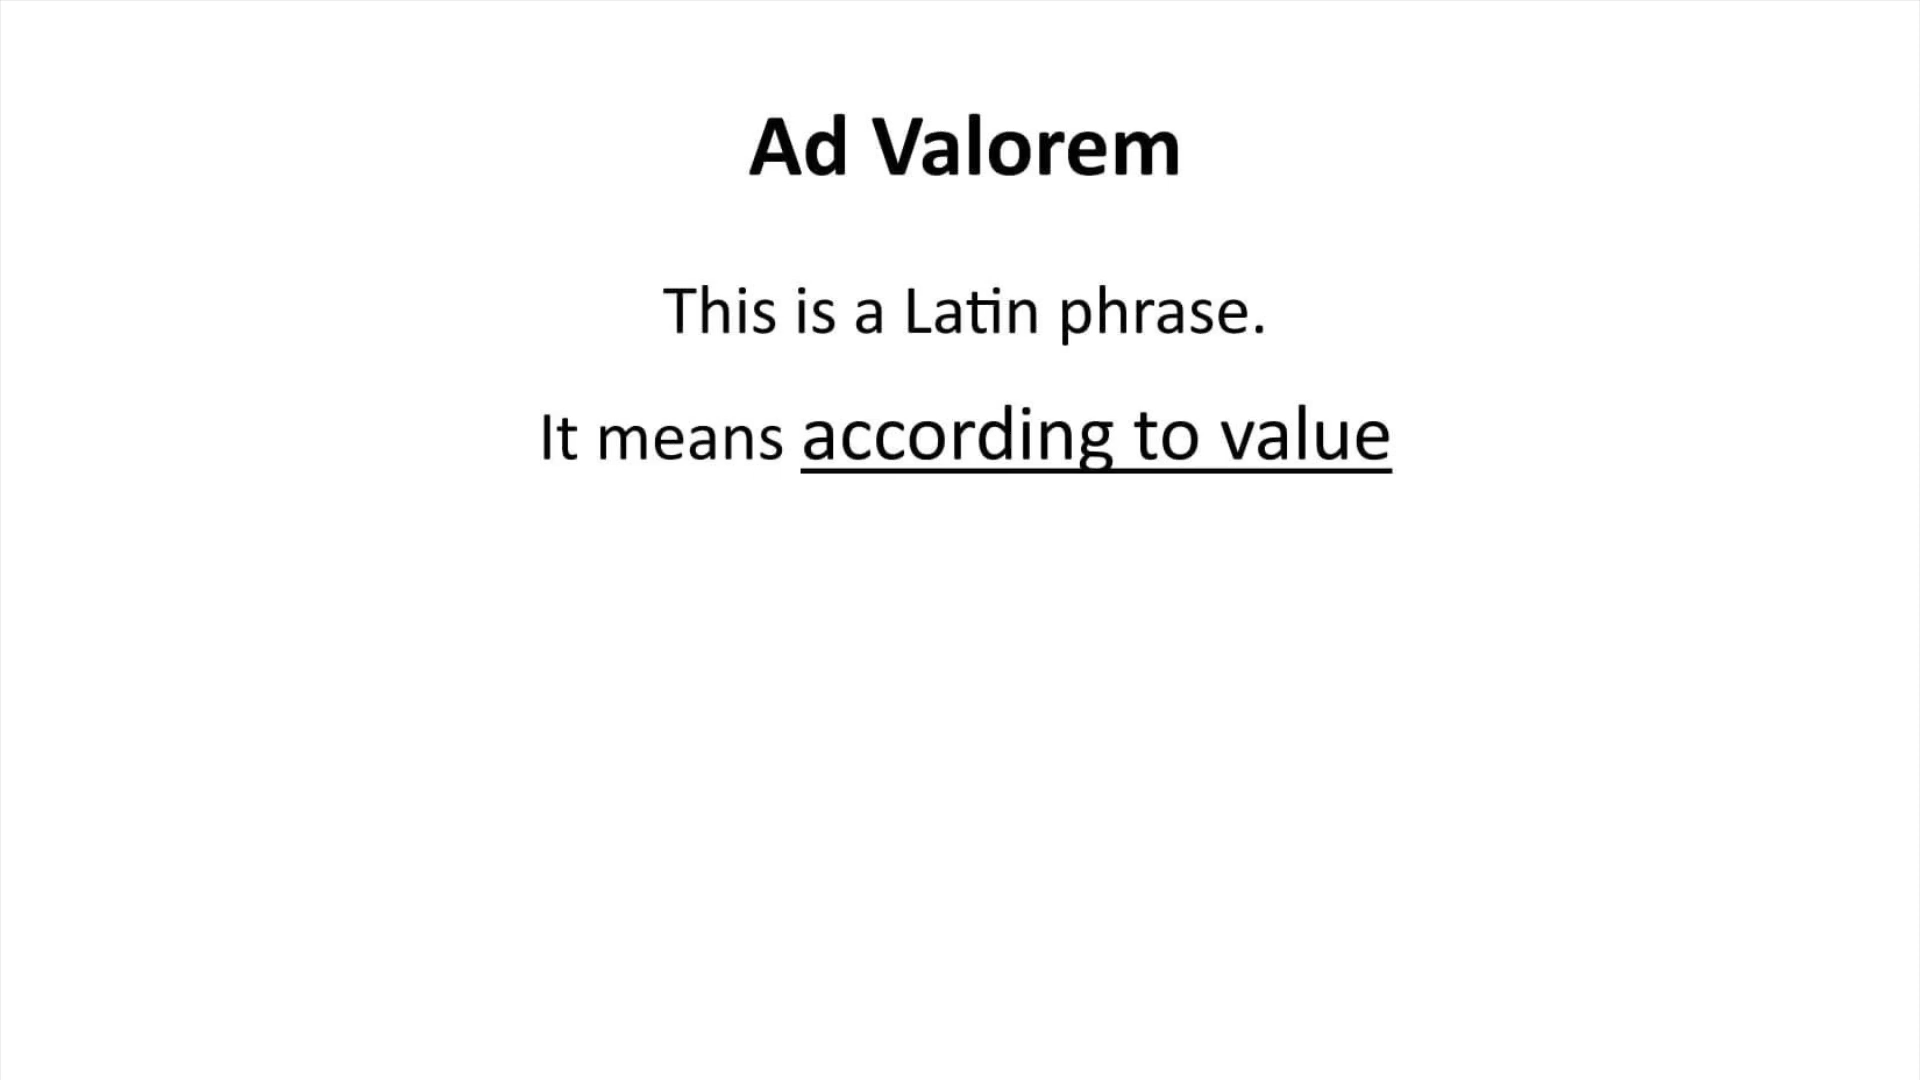 Ad Valorem
This is a Latin phrase.
It means according to value